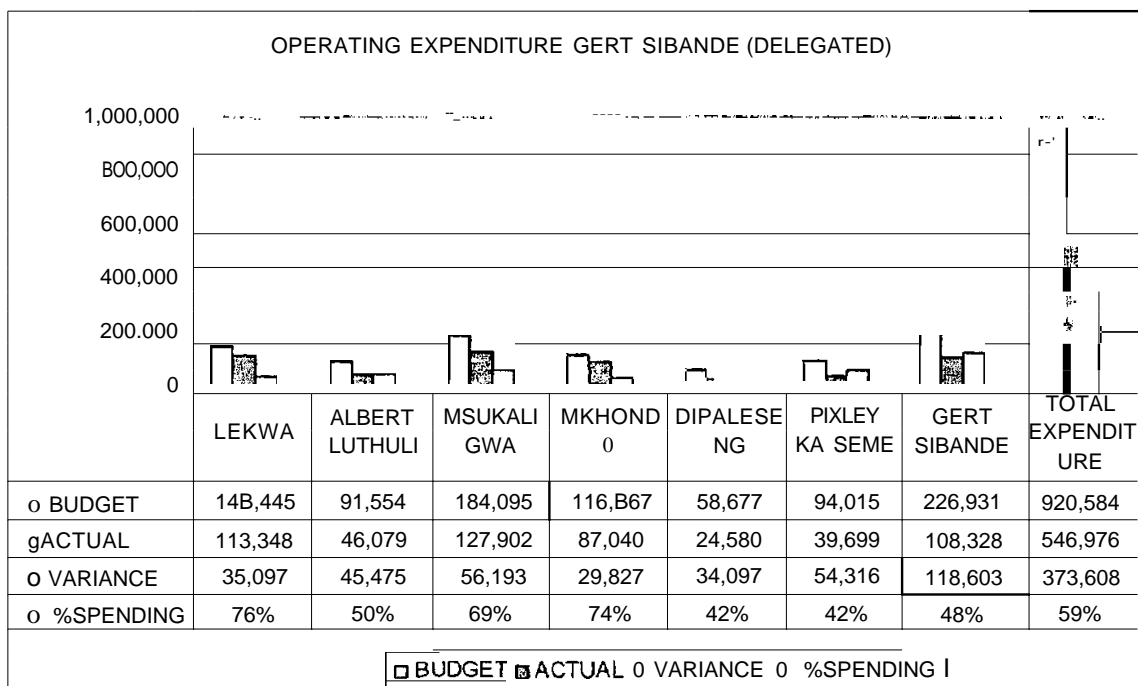 OPERATING EXPENDITURE GERT SIBANDE (DELEGATED)
1,000,000
B00,000
600,000
400,000
200.000
0
LEKWA ALBERT LUTHULI MSUKALI GWA MKHOND 0 DIPALESE NG PIXLEY KA SEME GERT SIBANDE TOTAL EXPENDIT URE
o BUDGET 14B,445 91,554 184,095 116,B67 58,677 94,015 226,931 920,584
gACTUAL 113,348 46,079 127,902 87,040 24,580 39,699 108,328 546,976
o VARIANCE 35,097 45,475 56,193 29,827 34,097 54,316 118,603 373,608
o %SPENDING 76% 50% 69% 74% 42% 42% 48% 59%
BUDGET ACTUAL 0 VARIANCE 0 %SPENDING I